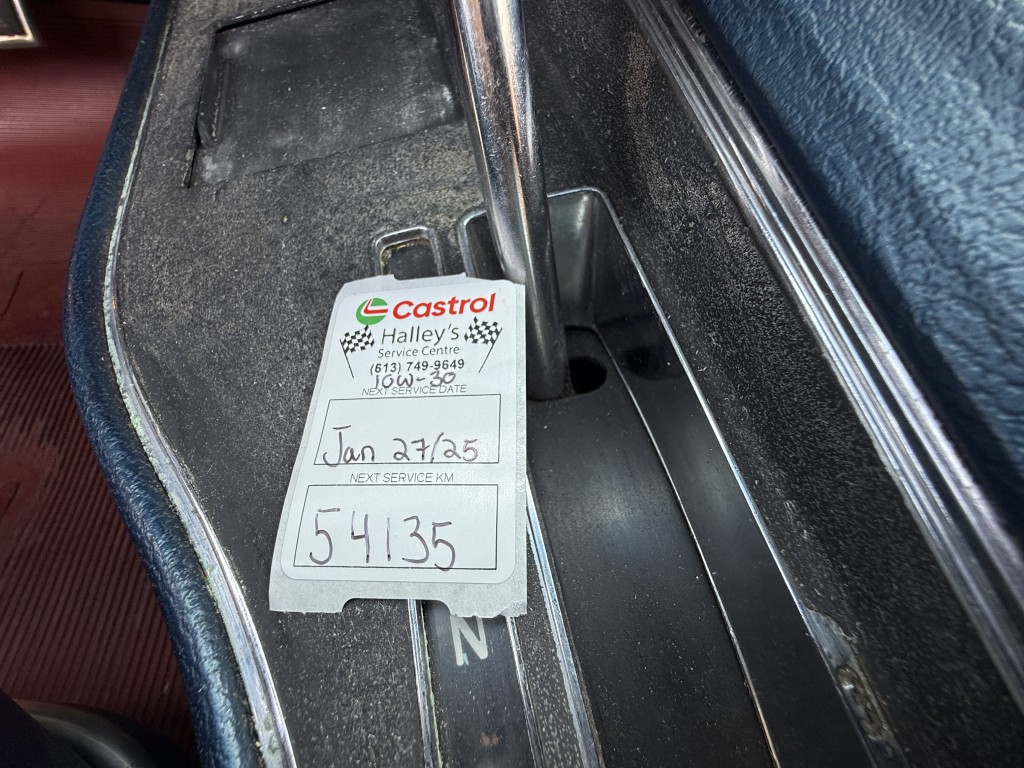 Castrol
Halley's
Service Centre
(613) 749-9649
10W-30
NEXT SERVICE DATE
Jan 27/25
NEXT SERVICE KM
54135
N